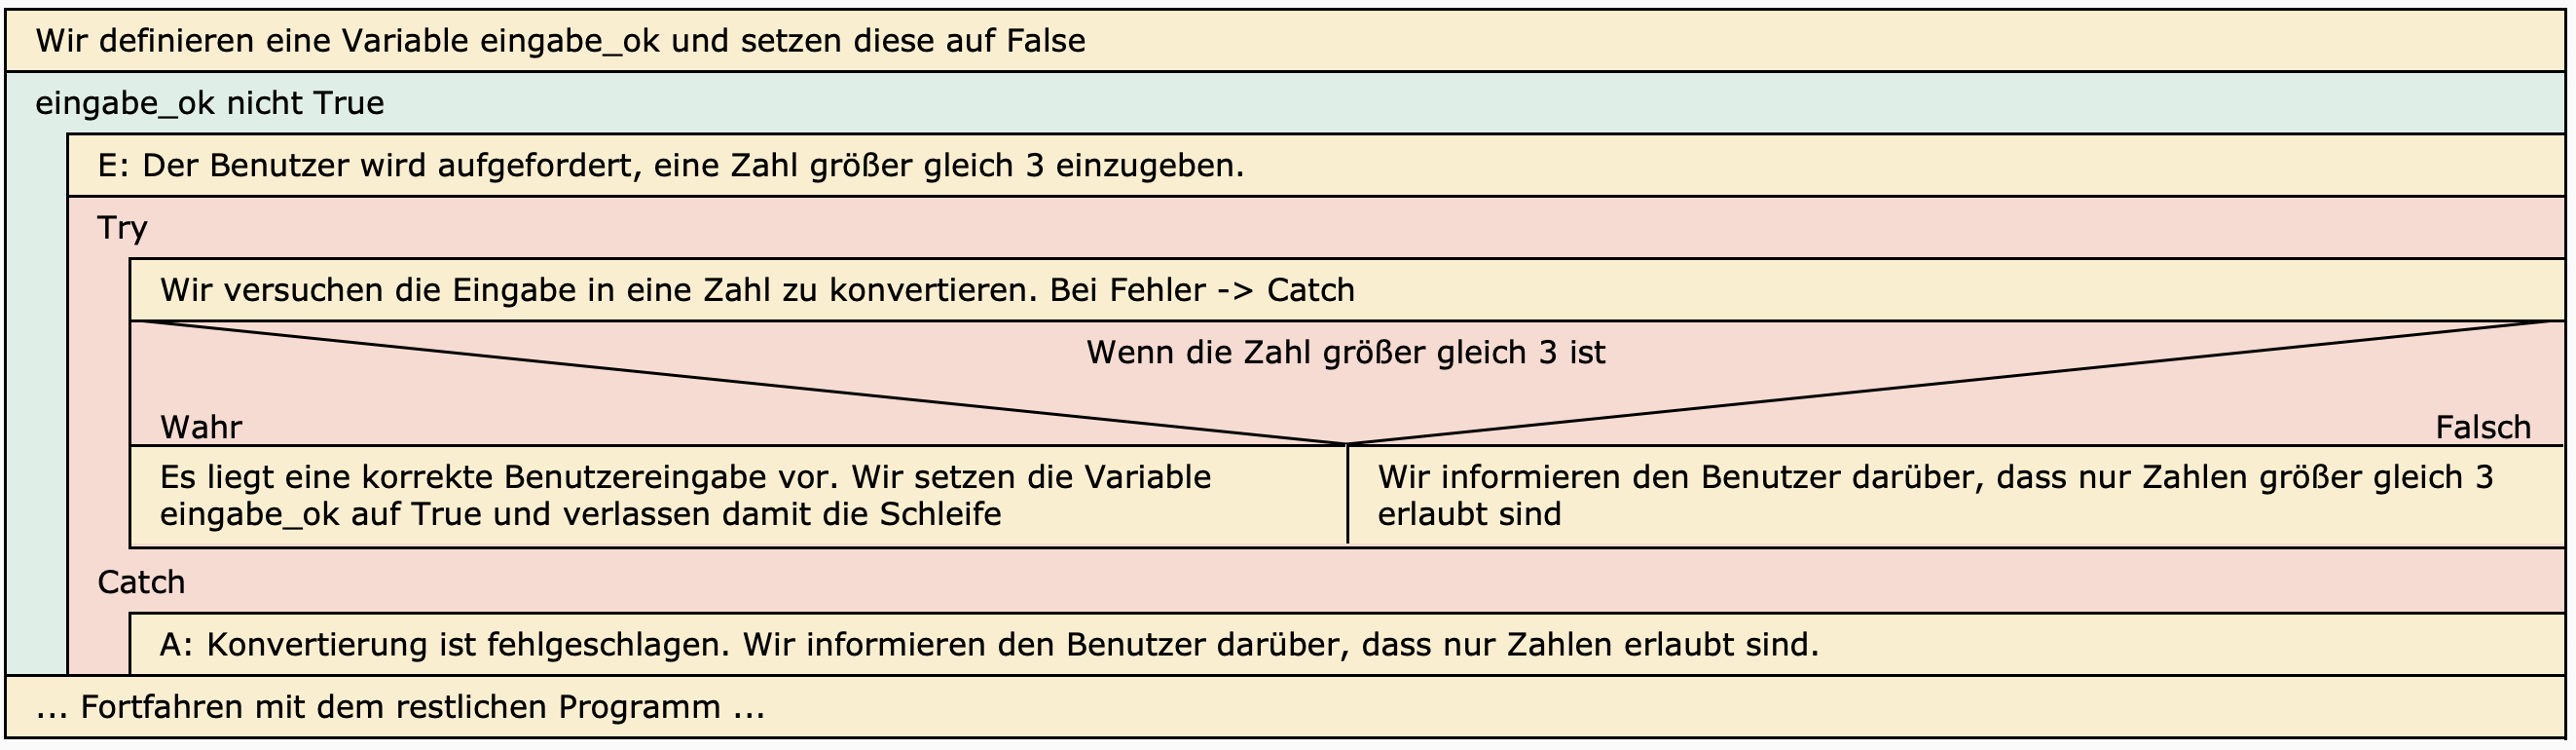 Wir definieren eine Variable eingabe_ok und setzen diese auf False
eingabe_ok nicht True
E: Der Benutzer wird aufgefordert, eine Zahl größer gleich 3 einzugeben.
Try
Wir versuchen die Eingabe in eine Zahl zu konvertieren. Bei Fehler -> Catch
Wenn die Zahl größer gleich 3 ist
Wahr
Falsch
Es liegt eine korrekte Benutzereingabe vor. Wir setzen die Variable
eingabe_ok auf True und verlassen damit die Schleife
Wir informieren den Benutzer darüber, dass nur Zahlen größer gleich 3
erlaubt sind
Catch
A: Konvertierung ist fehlgeschlagen. Wir informieren den Benutzer darüber, dass nur Zahlen erlaubt sind.
... Fortfahren mit dem restlichen Programm ...